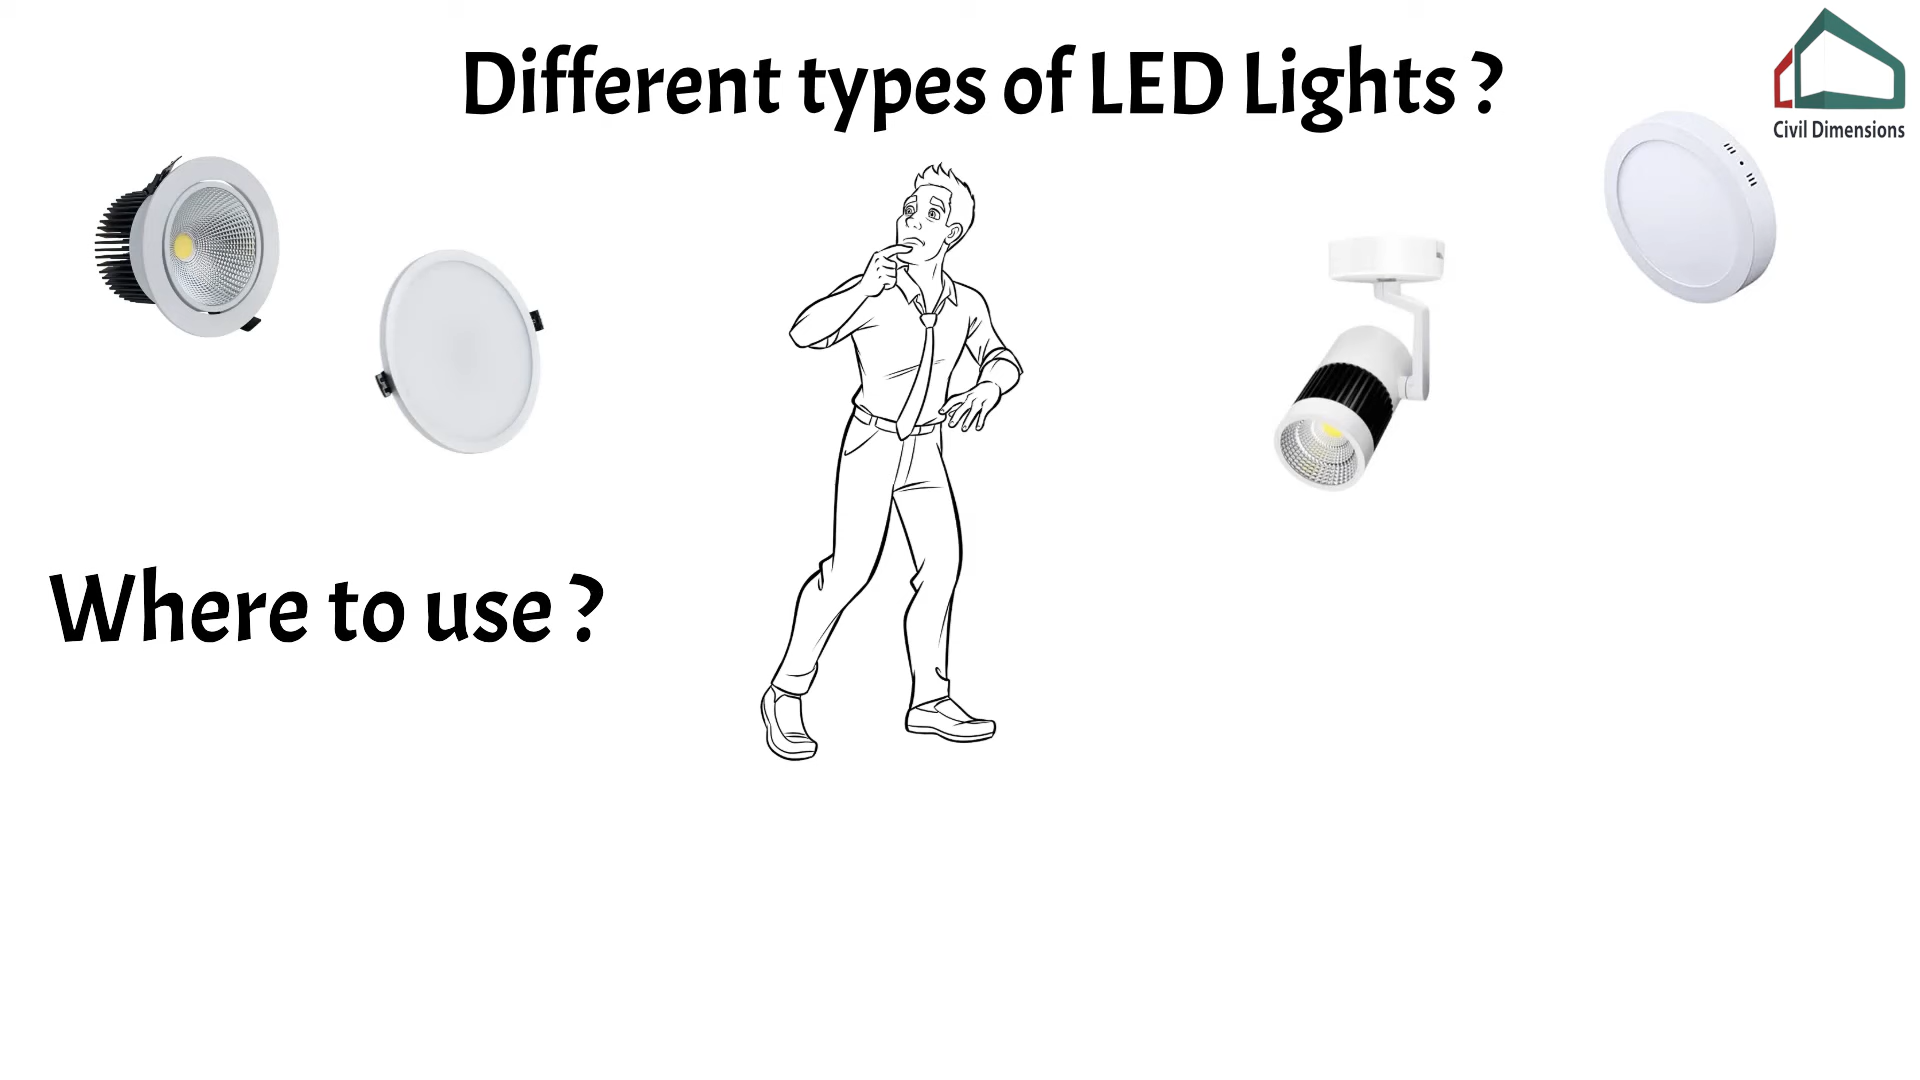 Different types of LED Lights ?
Civil Dimensions
Where to use ?